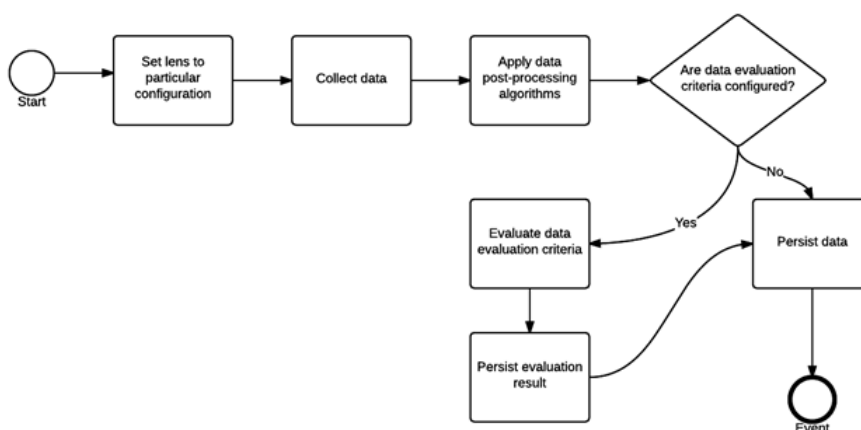 Start
Set lens to
particular
configuration
Collect data
Apply data
post-processing
algorithms
Are data evaluation
criteria configured?
No
Yes
Evaluate data
evaluation criteria
Persist data
Persist evaluation
result
Event